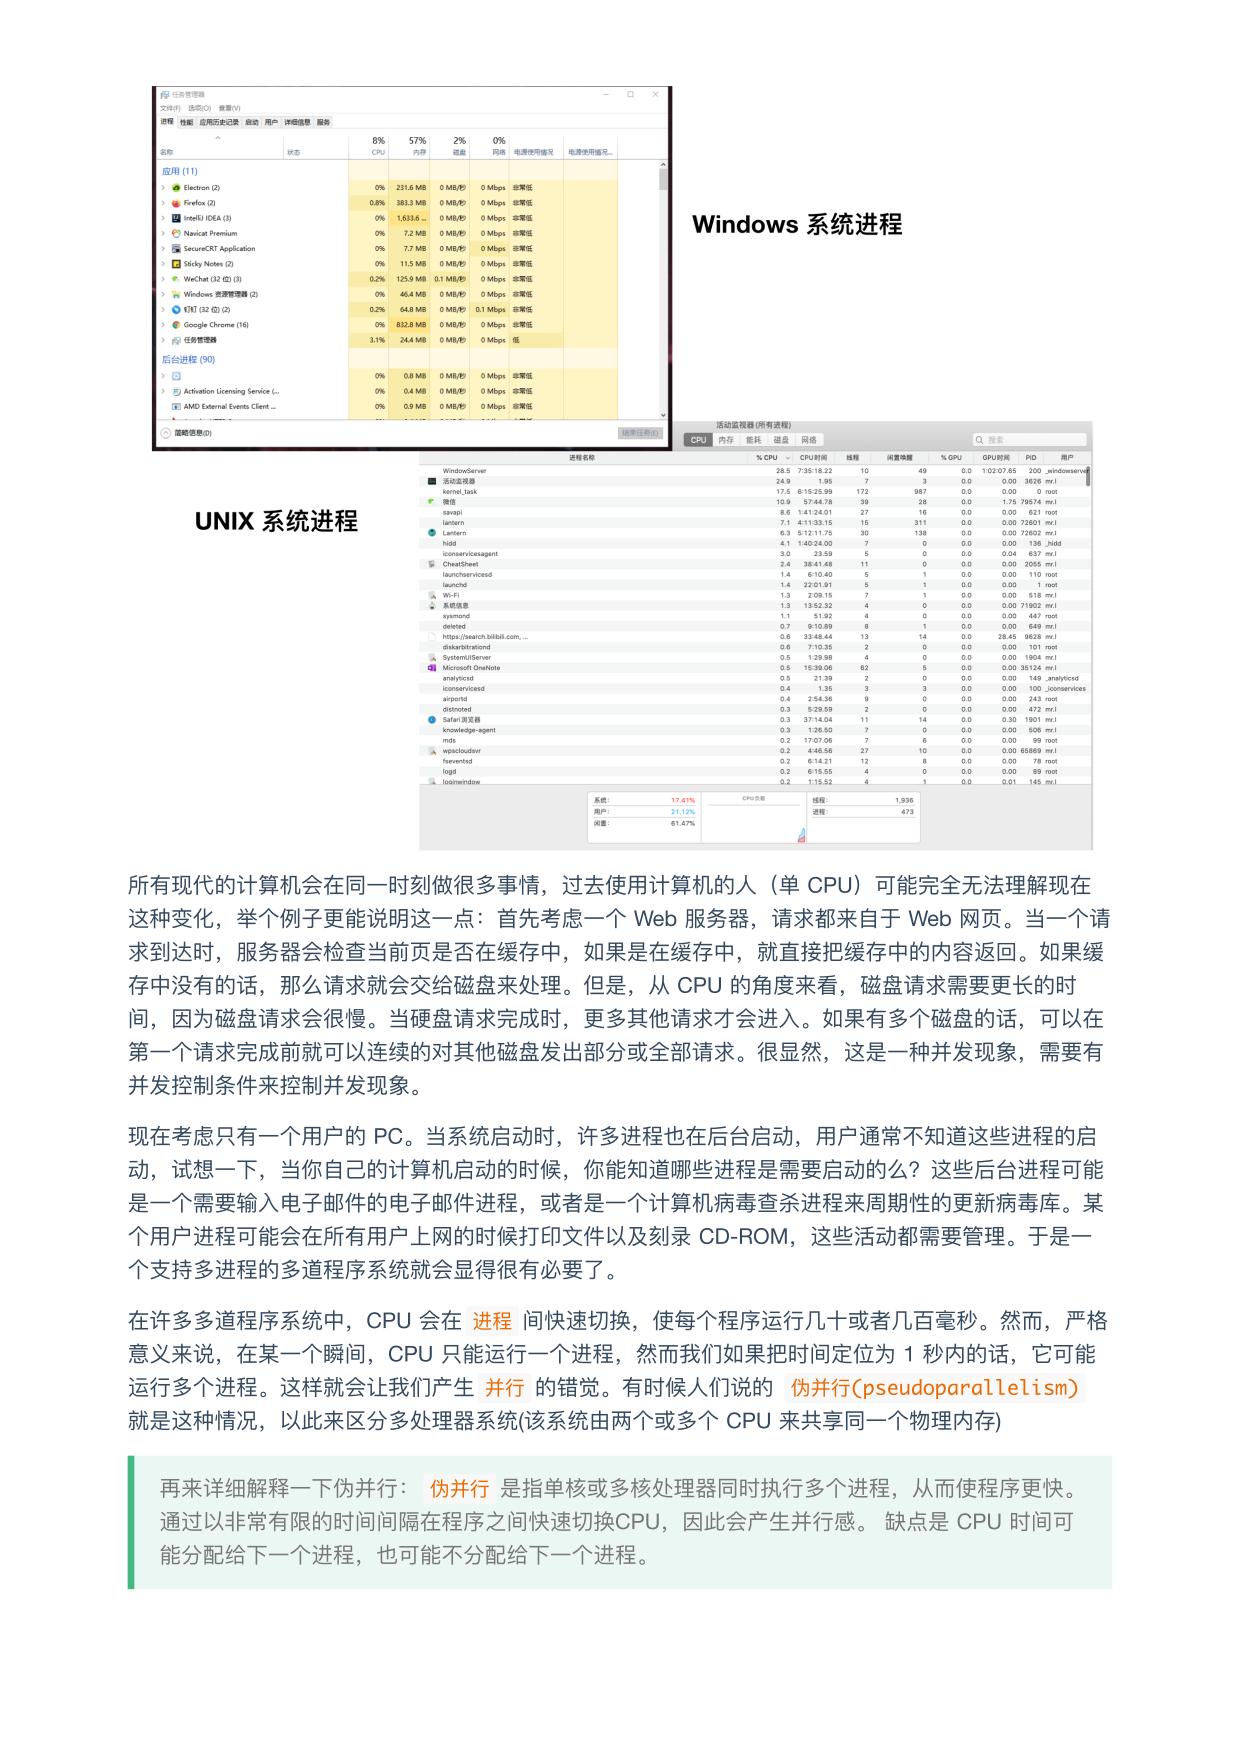 任务管理器
文件(F) 选项(O) 查看(V)
进程 性能 应用历史记录 启动 用户 详细信息 服务
8% 57% 2% 0%
名称 状态 CPU 内存 磁盘 网络 电源使用情况 电源使用情况...
应用 (11)
Electron (2) 0% 231.6 MB 0 MB/秒 0 Mbps 非常低
Firefox (2) 0.8% 383.3 MB 0 MB/秒 0 Mbps 非常低
IntelliJ IDEA (3) 0% 1,633.6 ... 0 MB/秒 0 Mbps 非常低
Navicat Premium 0% 7.2 MB 0 MB/秒 0 Mbps 非常低
SecureCRT Application 0% 7.7 MB 0 MB/秒 0 Mbps 非常低
Sticky Notes (2) 0% 11.5 MB 0 MB/秒 0 Mbps 非常低
WeChat (32 位) (3) 0.2% 125.9 MB 0.1 MB/秒 0 Mbps 非常低
Windows 资源管理器 (2) 0% 46.4 MB 0 MB/秒 0 Mbps 非常低
钉钉 (32 位) (2) 0.2% 64.8 MB 0 MB/秒 0.1 Mbps 非常低
Google Chrome (16) 0% 832.8 MB 0 MB/秒 0 Mbps 非常低
任务管理器 3.1% 24.4 MB 0 MB/秒 0 Mbps 低
后台进程 (90)
0% 0.8 MB 0 MB/秒 0 Mbps 非常低
Activation Licensing Service (... 0% 0.4 MB 0 MB/秒 0 Mbps 非常低
AMD External Events Client ... 0% 0.9 MB 0 MB/秒 0 Mbps 非常低
简略信息(D) 结束任务(E)
Windows 系统进程
UNIX 系统进程
活动监视器 (所有进程)
CPU 内存 能耗 磁盘 网络 搜索
进程名称 % CPU CPU 时间 线程 闲置唤醒 % GPU GPU 时间 PID 用户
WindowServer 28.5 7:35:18.22 10 49 0.0 1:02:07.65 200 _windowserver
活动监视器 24.9 1.95 7 3 0.0 0.00 3626 mr.l
kernel_task 17.5 6:15:25.99 172 987 0.0 0.00 0 root
微信 10.9 57:44.78 39 28 0.0 1.75 79574 mr.l
savapi 8.6 1:41:24.01 27 16 0.0 0.00 621 root
lantern 7.1 4:11:33.15 15 311 0.0 0.00 72601 mr.l
Lantern 6.3 5:12:11.75 30 138 0.0 0.00 72602 mr.l
hidd 4.1 1:40:24.00 7 0 0.0 0.00 136 _hidd
iconservicesagent 3.0 23.59 5 0 0.0 0.04 637 mr.l
CheatSheet 2.4 38:41.48 11 0 0.0 0.00 2055 mr.l
launchservicesd 1.4 6:10.40 5 1 0.0 0.00 110 root
launchd 1.4 22:01.91 5 1 0.0 0.00 1 root
Wi-Fi 1.3 2:09.15 7 1 0.0 0.00 518 mr.l
系统信息 1.3 13:52.32 4 0 0.0 0.00 71902 mr.l
sysmond 1.1 51.92 4 0 0.0 0.00 447 root
deleted 0.7 9:10.89 8 1 0.0 0.00 649 mr.l
https://search.bilibili.com, ... 0.6 33:48.44 13 14 0.0 28.45 9628 mr.l
diskarbitrationd 0.6 7:10.35 2 0 0.0 0.00 101 root
SystemUIServer 0.5 1:29.98 4 0 0.0 0.00 1904 mr.l
Microsoft OneNote 0.5 15:39.06 62 5 0.0 0.00 35124 mr.l
analyticsd 0.5 21.39 2 0 0.0 0.00 149 _analyticsd
iconservicesd 0.4 1.35 3 3 0.0 0.00 100 _iconservices
airportd 0.4 2:54.36 9 0 0.0 0.00 243 root
distnoted 0.3 5:29.59 2 0 0.0 0.00 472 mr.l
Safari 浏览器 0.3 37:14.04 11 14 0.0 0.30 1901 mr.l
knowledge-agent 0.3 1:26.50 7 0 0.0 0.00 506 mr.l
mds 0.2 17:07.06 7 6 0.0 0.00 99 root
wpscloudsvr 0.2 4:46.56 27 10 0.0 0.00 65869 mr.l
fseventsd 0.2 6:14.21 12 8 0.0 0.00 78 root
logd 0.2 6:15.55 4 0 0.0 0.00 89 root
loginwindow 0.2 1:15.52 4 1 0.0 0.01 145 mr.l
系统: 17.41% CPU 负载 线程: 1,936
用户: 21.12% 进程: 473
闲置: 61.47%
所有现代的计算机会在同一时刻做很多事情，过去使用计算机的人（单 CPU）可能完全无法理解现在
这种变化，举个例子更能说明这一点：首先考虑一个 Web 服务器，请求都来自于 Web 网页。当一个请
求到达时，服务器会检查当前页是否在缓存中，如果是在缓存中，就直接把缓存中的内容返回。如果缓
存中没有的话，那么请求就会交给磁盘来处理。但是，从 CPU 的角度来看，磁盘请求需要更长的时
间，因为磁盘请求会很慢。当硬盘请求完成时，更多其他请求才会进入。如果有多个磁盘的话，可以在
第一个请求完成前就可以连续的对其他磁盘发出部分或全部请求。很显然，这是一种并发现象，需要有
并发控制条件来控制并发现象。
现在考虑只有一个用户的 PC。当系统启动时，许多进程也在后台启动，用户通常不知道这些进程的启
动，试想一下，当你自己的计算机启动的时候，你能知道哪些进程是需要启动的么？这些后台进程可能
是一个需要输入电子邮件的电子邮件进程，或者是一个计算机病毒查杀进程来周期性的更新病毒库。某
个用户进程可能会在所有用户上网的时候打印文件以及刻录 CD-ROM，这些活动都需要管理。于是一
个支持多进程的多道程序系统就会显得很有必要了。
在许多多道程序系统中，CPU 会在 进程 间快速切换，使每个程序运行几十或者几百毫秒。然而，严格
意义来说，在某一个瞬间，CPU 只能运行一个进程，然而我们如果把时间定位为 1 秒内的话，它可能
运行多个进程。这样就会让我们产生 并行 的错觉。有时候人们说的 伪并行(pseudoparallelism)
就是这种情况，以此来区分多处理器系统(该系统由两个或多个 CPU 来共享同一个物理内存)
再来详细解释一下伪并行： 伪并行 是指单核或多核处理器同时执行多个进程，从而使程序更快。
通过以非常有限的时间间隔在程序之间快速切换CPU，因此会产生并行感。 缺点是 CPU 时间可
能分配给下一个进程，也可能不分配给下一个进程。